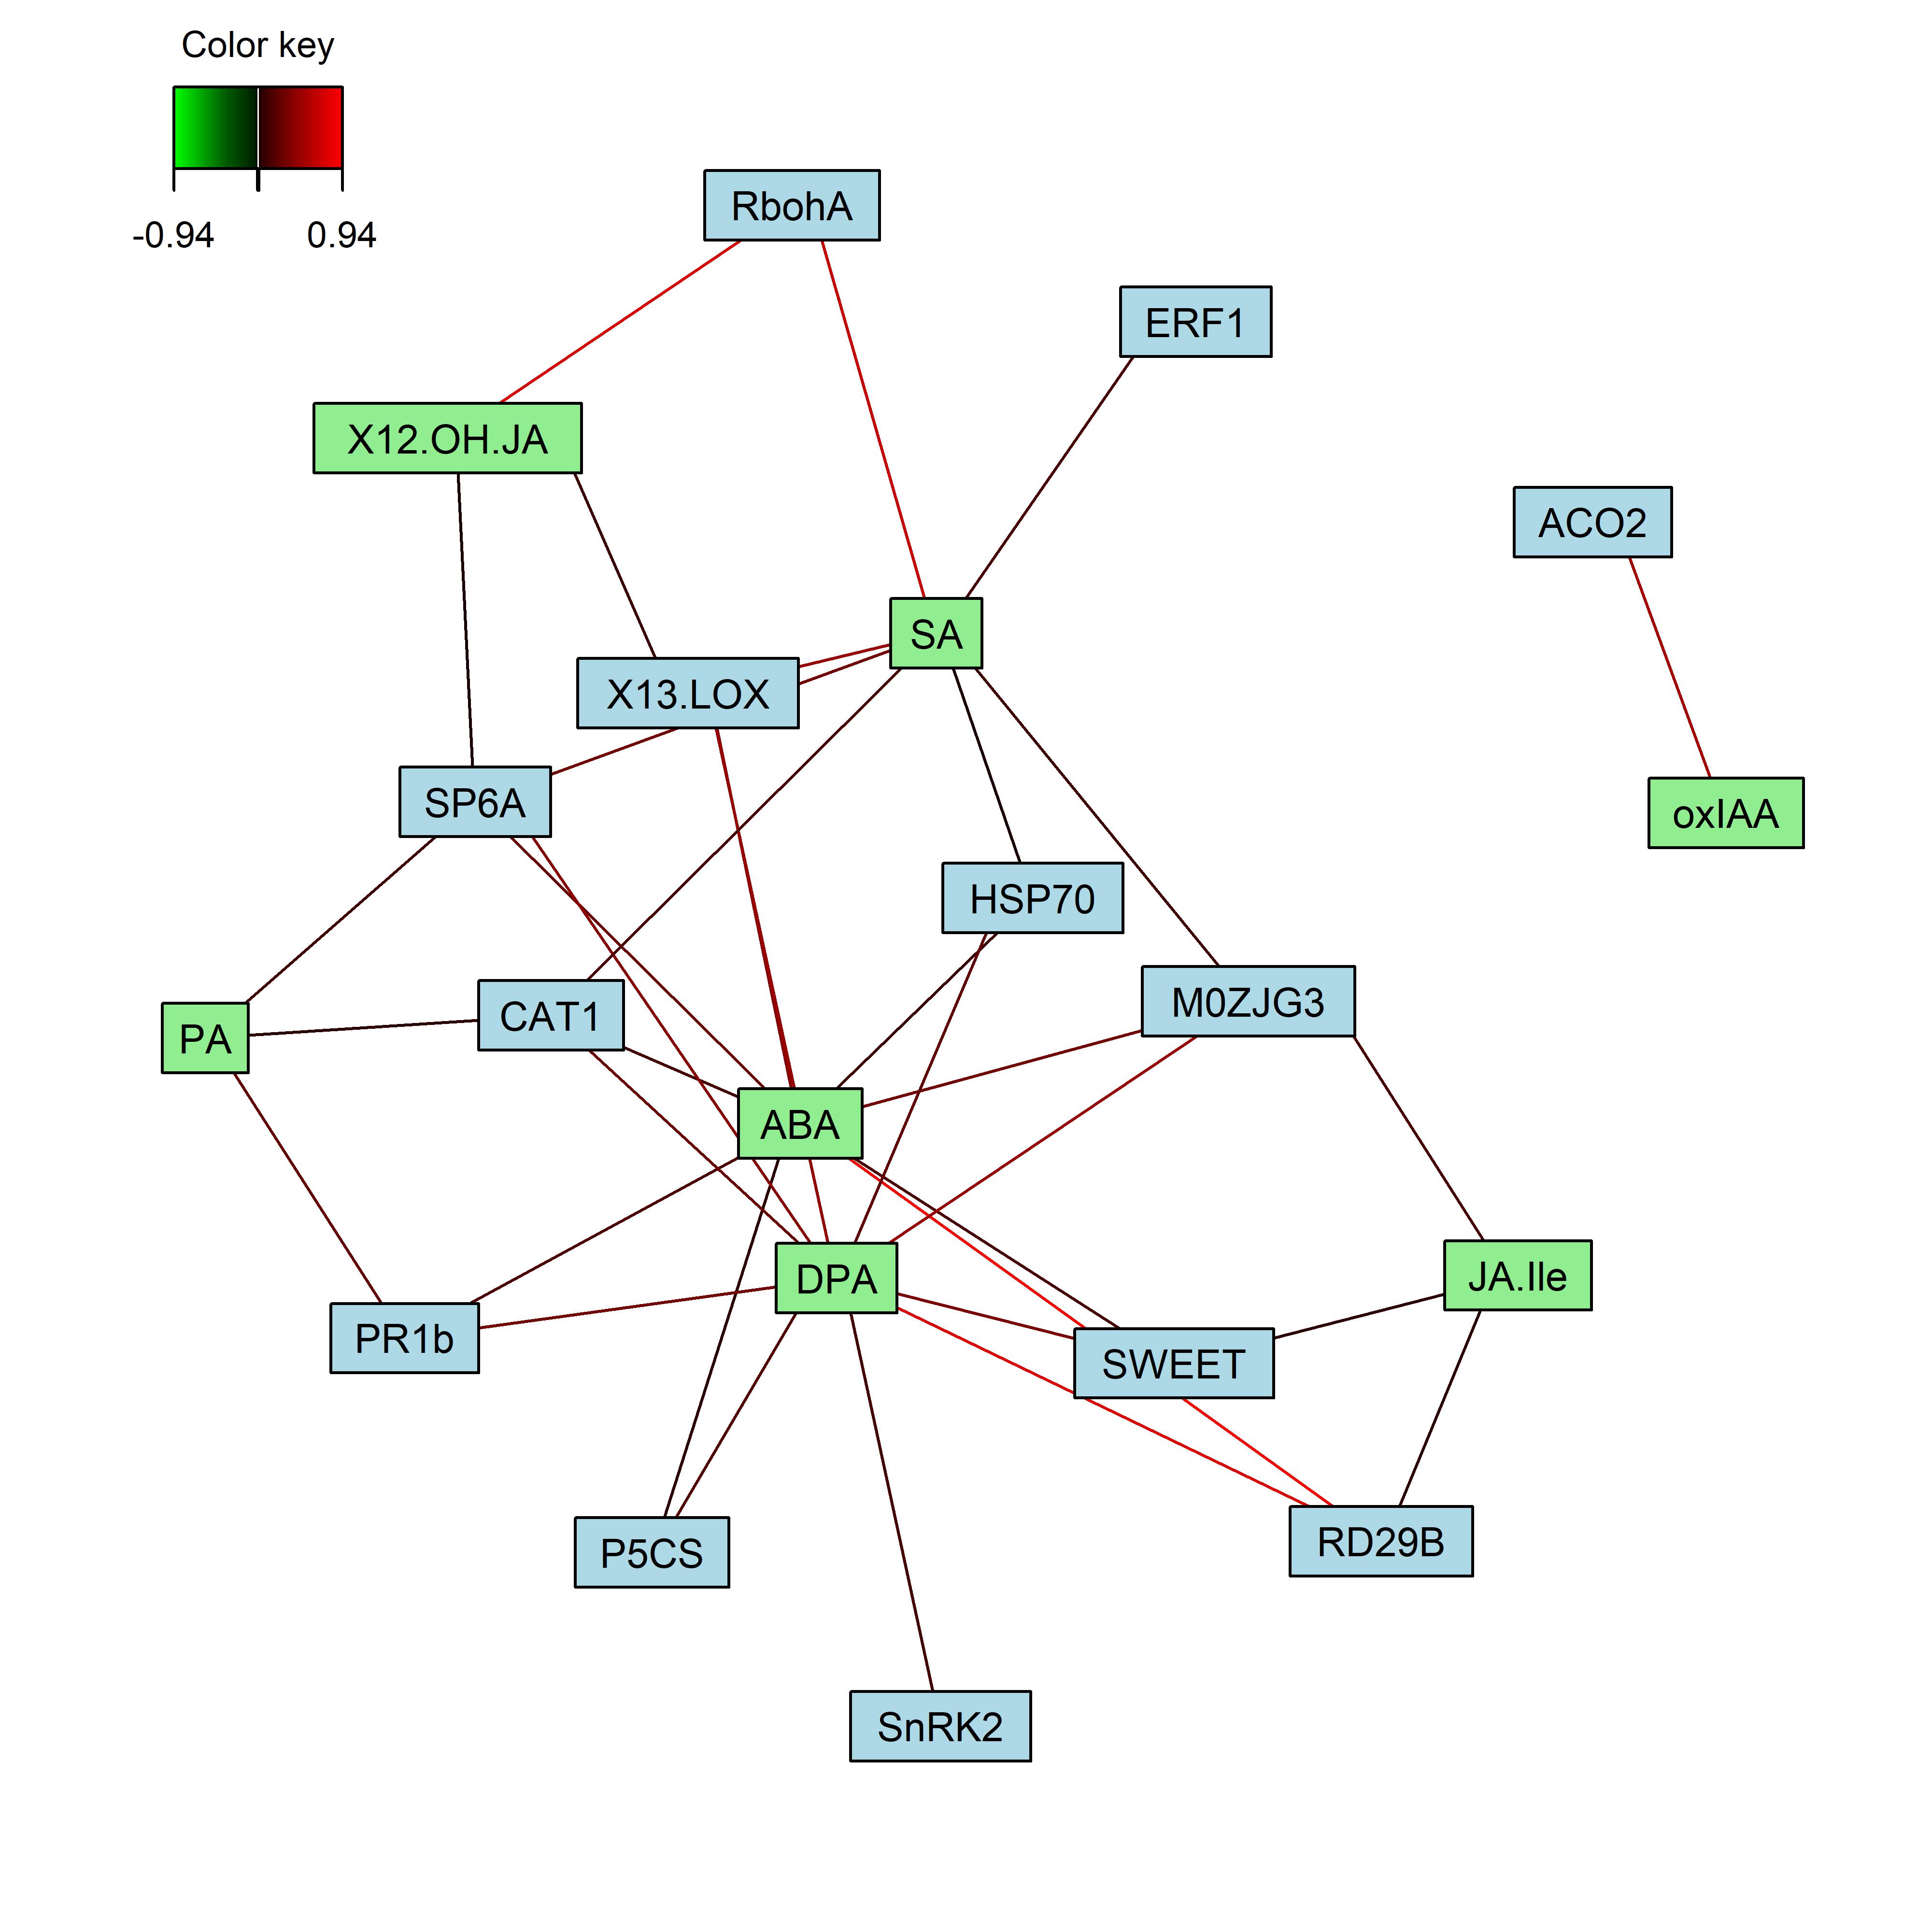 Color key
-0.94 0.94
RbohA
ERF1
X12.OH.JA
ACO2
SA
X13.LOX
SP6A
oxIAA
HSP70
M0ZJG3
CAT1
PA
ABA
JA.Ile
DPA
PR1b
SWEET
RD29B
P5CS
SnRK2